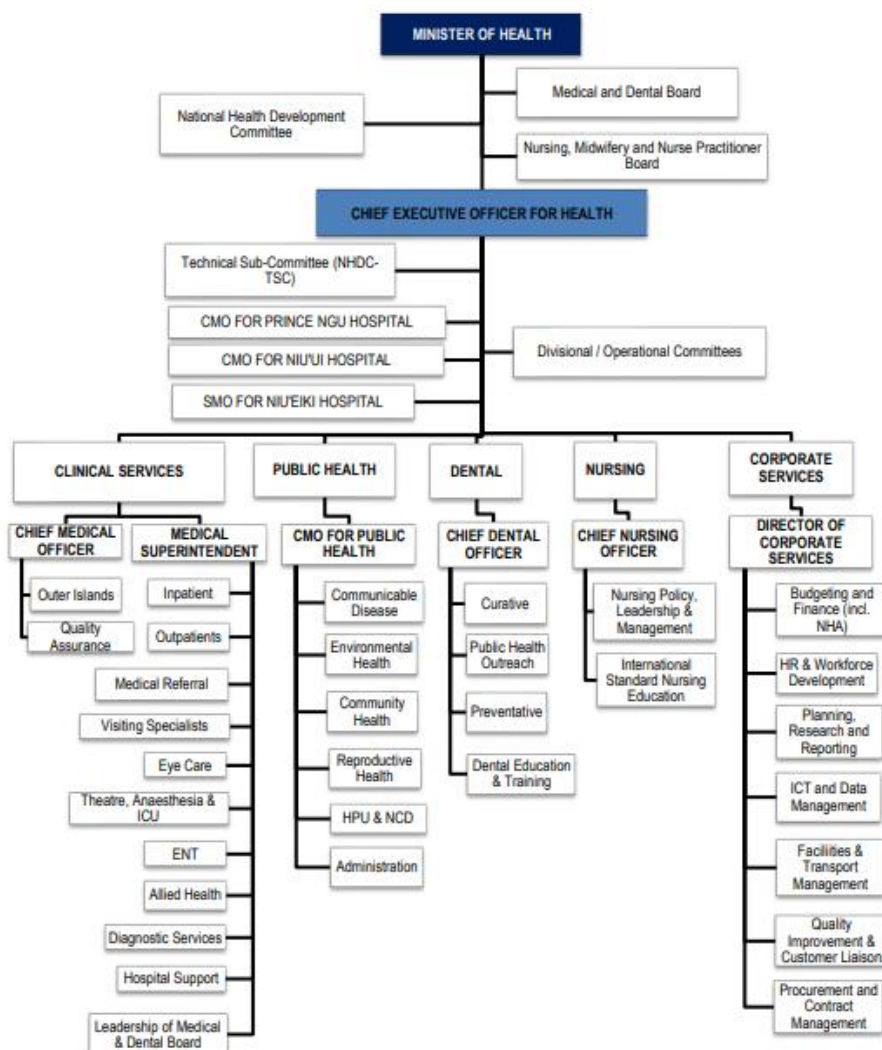 MINISTER OF HEALTH
Medical and Dental Board
National Health Development
Committee
Nursing, Midwifery and Nurse Practitioner
Board
CHIEF EXECUTIVE OFFICER FOR HEALTH
Technical Sub-Committee (NHDC-
TSC)
CMO FOR PRINCE NGU HOSPITAL
Divisional / Operational Committees
CMO FOR NIU'UI HOSPITAL
SMO FOR NIU'EIKI HOSPITAL
CLINICAL SERVICES
CHIEF MEDICAL
OFFICER
Outer Islands
Quality
Assurance
MEDICAL
SUPERINTENDENT
Inpatient
Outpatients
Medical Referral
Visiting Specialists
Eye Care
Theatre, Anaesthesia &
ICU
ENT
Allied Health
Diagnostic Services
Hospital Support
Leadership of Medical
& Dental Board
PUBLIC HEALTH
CMO FOR PUBLIC
HEALTH
Communicable
Disease
Environmental
Health
Community
Health
Reproductive
Health
HPU & NCD
Administration
DENTAL
CHIEF DENTAL
OFFICER
Curative
Public Health
Outreach
Preventative
Dental Education
& Training
NURSING
CHIEF NURSING
OFFICER
Nursing Policy,
Leadership &
Management
International
Standard Nursing
Education
CORPORATE
SERVICES
DIRECTOR OF
CORPORATE
SERVICES
Budgeting and
Finance (incl.
NHA)
HR & Workforce
Development
Planning,
Research and
Reporting
ICT and Data
Management
Facilities &
Transport
Management
Quality
Improvement &
Customer Liaison
Procurement and
Contract
Management